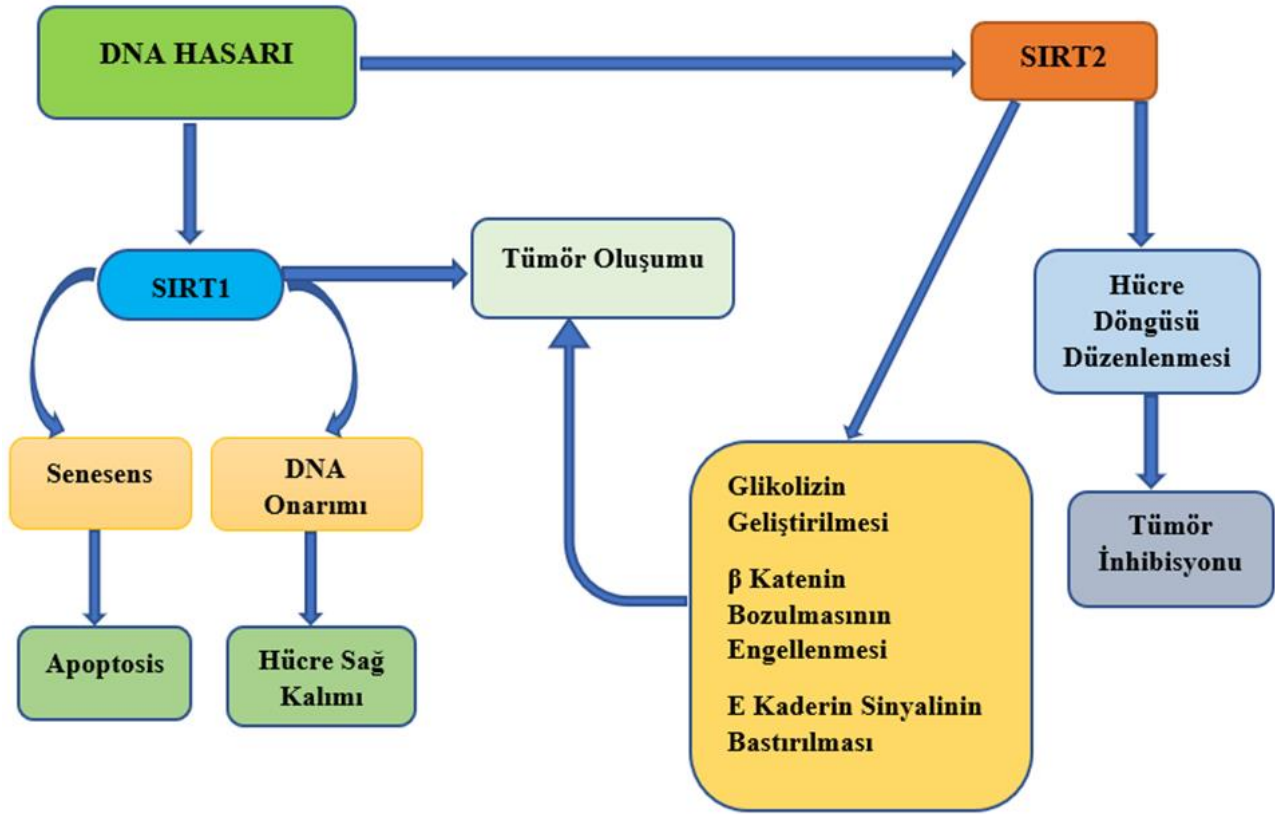 DNA HASARI
SIRT2
SIRT1
Tümör Oluşumu
Hücre
Döngüsü
Düzenlenmesi
Senesens
DNA
Onarımı
Glikolizin
Geliştirilmesi
β Katenin
Bozulmasının
Engellenmesi
E Kaderin Sinyalinin
Bastırılması
Tümör
İnhibisyonu
Apoptosis
Hücre Sağ
Kalımı